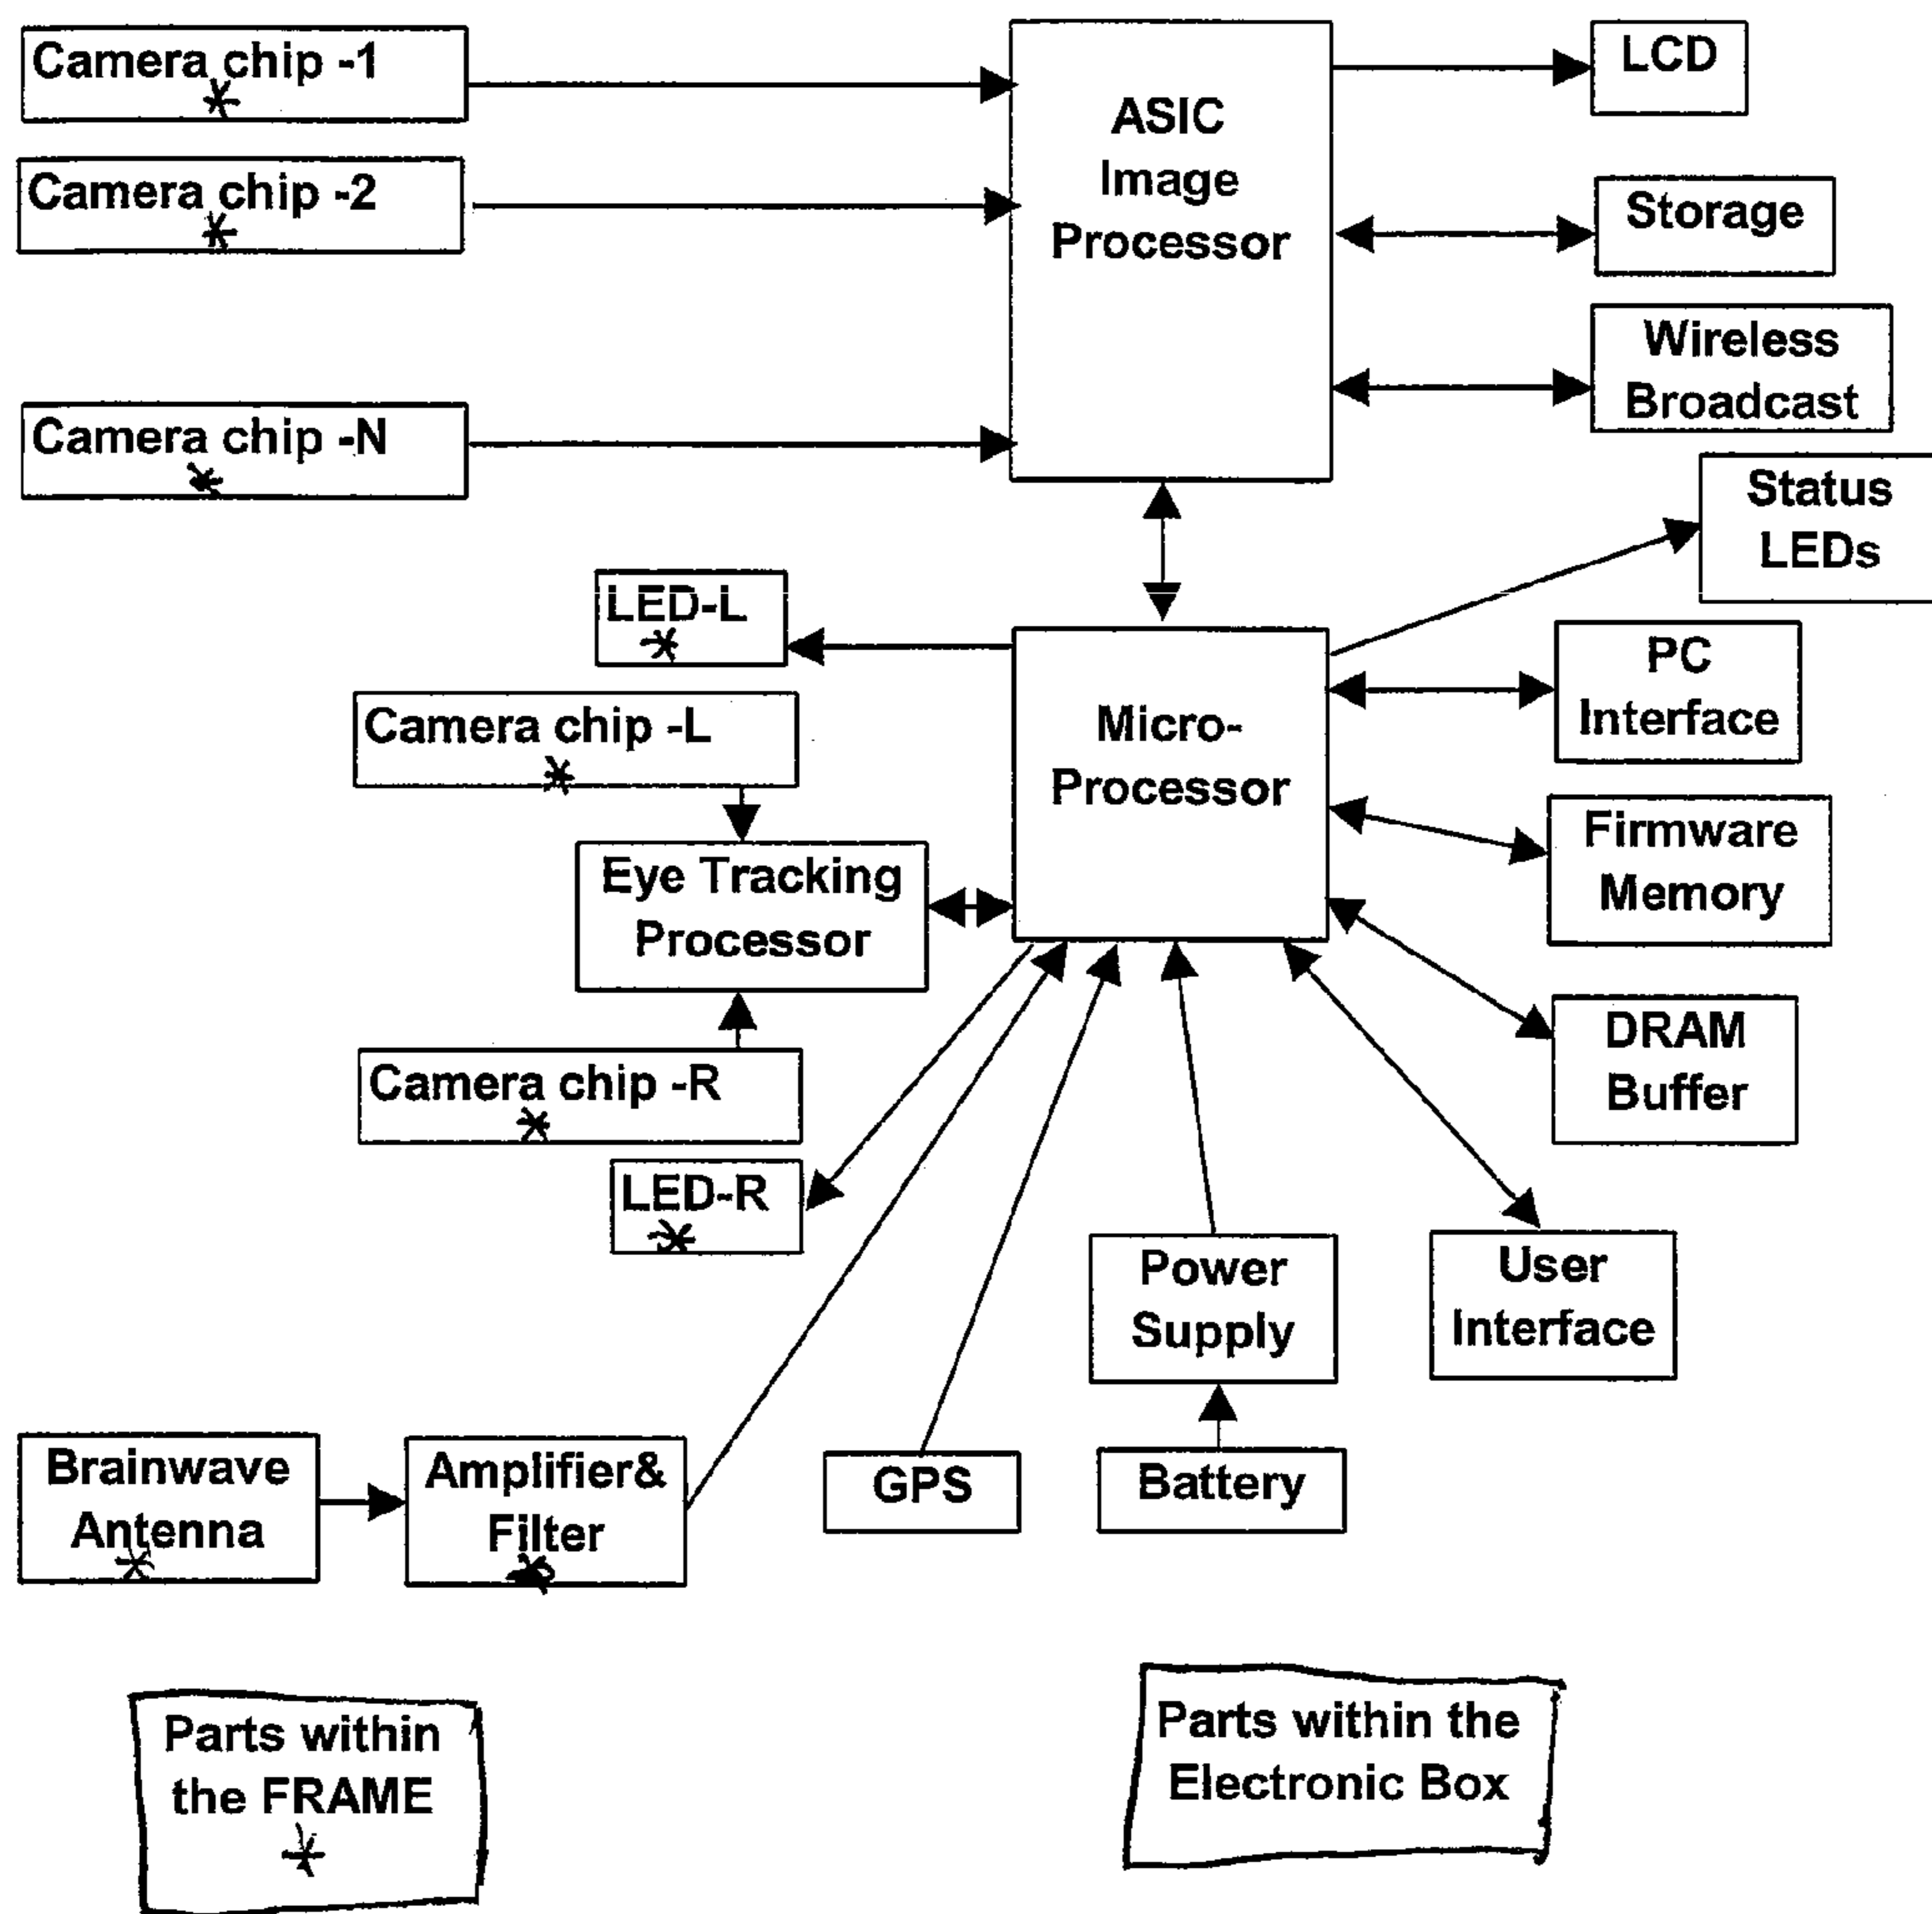 Camera chip -1
*
Camera chip -2
*
Camera chip -N
*
ASIC
Image
Processor
LCD
Storage
Wireless
Broadcast
Status
LEDs
LED-L
*
Camera chip -L
*
Eye Tracking
Processor
Camera chip -R
*
LED-R
*
Micro-
Processor
PC
Interface
Firmware
Memory
DRAM
Buffer
User
Interface
Power
Supply
Battery
GPS
Brainwave
Antenna
*
Amplifier&
Filter
*
Parts within
the FRAME
*
Parts within the
Electronic Box